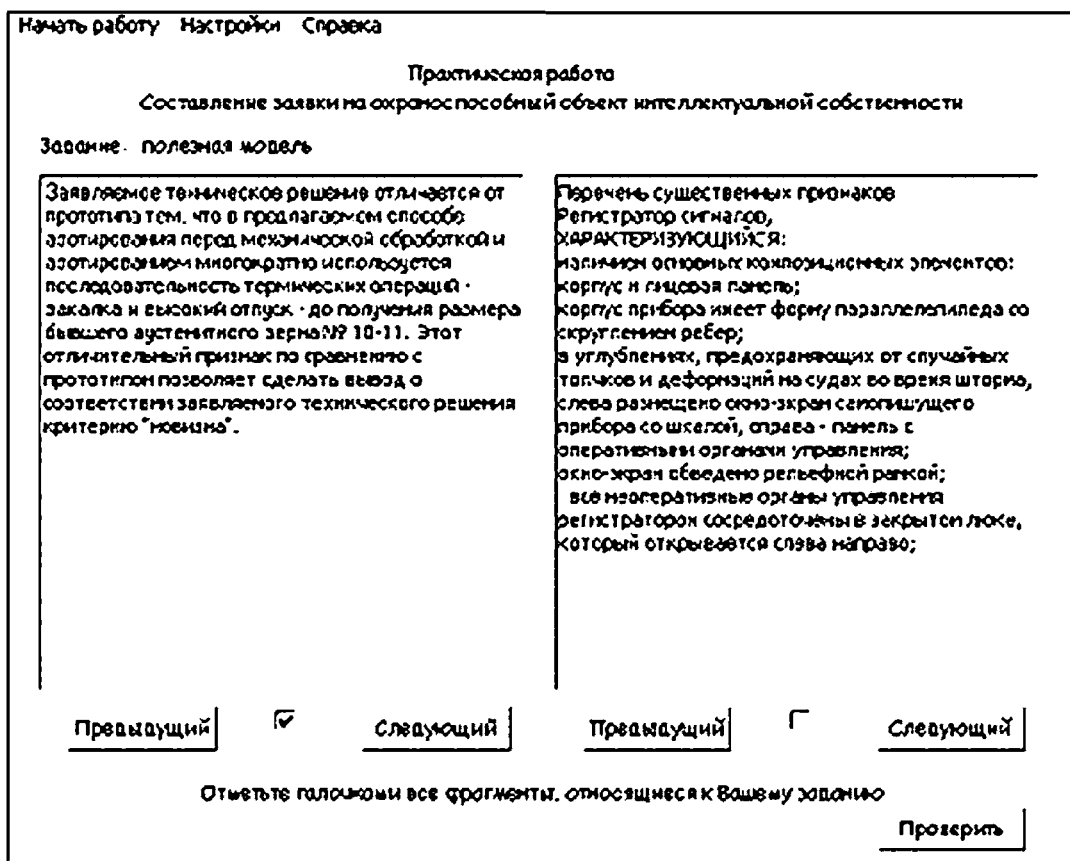 Начать работу Настройки Справка
Практическая работа
Составление заявки на охраноспособный объект интеллектуальной собственности
Задание. полезная модель
Заявляемое техническое решение отличается от
прототипа тем, что в предлагаемом способе
азотирования перед механической обработкой и
азотированием многократно используется
последовательность термических операций -
закалка и высокий отпуск - до получения размера
бывшего аустенитного зерна № 10-11. Этот
отличительный признак по сравнению с
прототипом позволяет сделать вывод о
соответствии заявляемого технического решения
критерию "новизна".
Перечень существенных признаков
Регистратор сигналов,
ХАРАКТЕРИЗУЮЩИЙСЯ:
наличием основных композиционных элементов:
корпус и лицевая панель;
корпус прибора имеет форму параллелепипеда со
скруглением ребер;
в углублениях, предохраняющих от случайных
толчков и деформаций на судах во время шторма,
слева размещено окно-экран самопишущего
прибора со шкалой, справа - панель с
оперативными органами управления;
окно-экран обведено рельефной рамкой;
все неоперативные органы управления
регистратором сосредоточены в закрытом люке,
который открывается слева направо;
Предыдущий Следующий Предыдущий Следующий
Отметьте галочками все фрагменты, относящиеся к Вашему заданию
Проверить